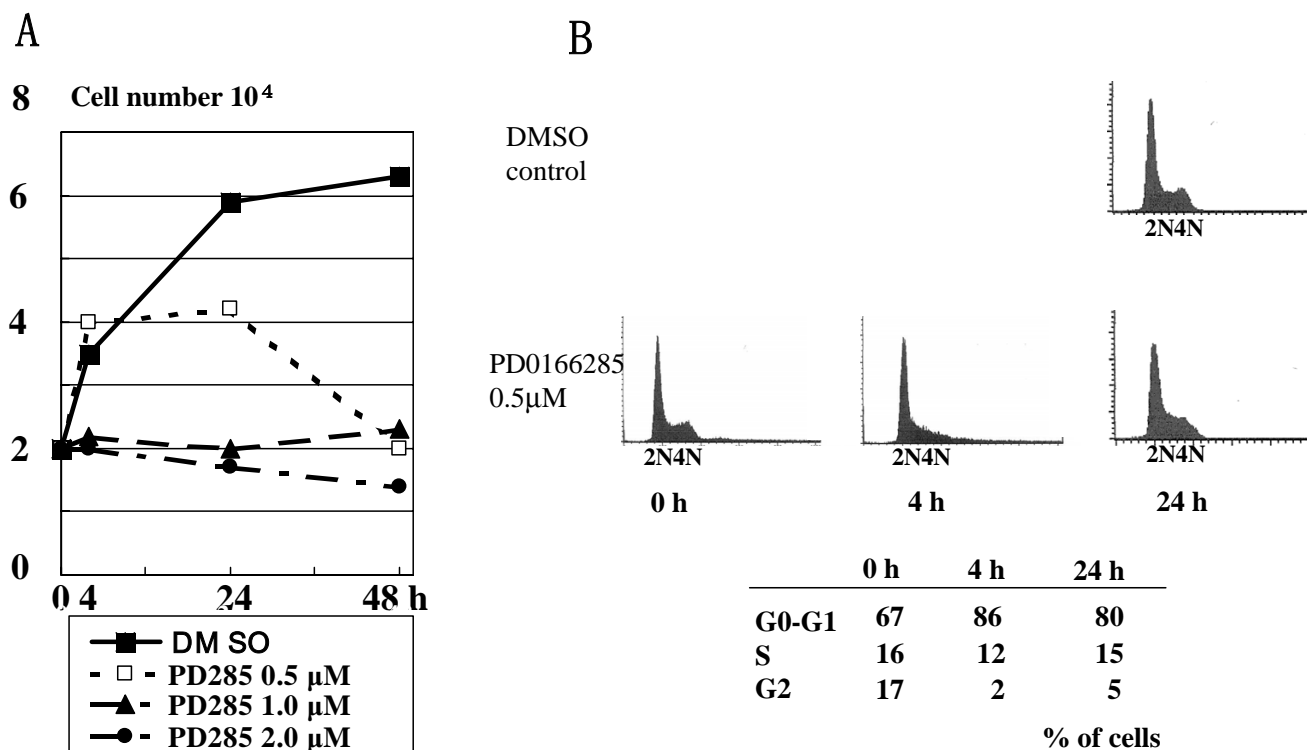 A
B
8 Cell number 10⁴
6
4
2
0
0 4 24 48 h
DM SO
PD285 0.5 μM
PD285 1.0 μM
PD285 2.0 μM
DMSO
control
2N4N
PD0166285
0.5μM
2N4N 2N4N 2N4N
0 h 4 h 24 h
0 h 4 h 24 h
G0-G1 67 86 80
S 16 12 15
G2 17 2 5
% of cells